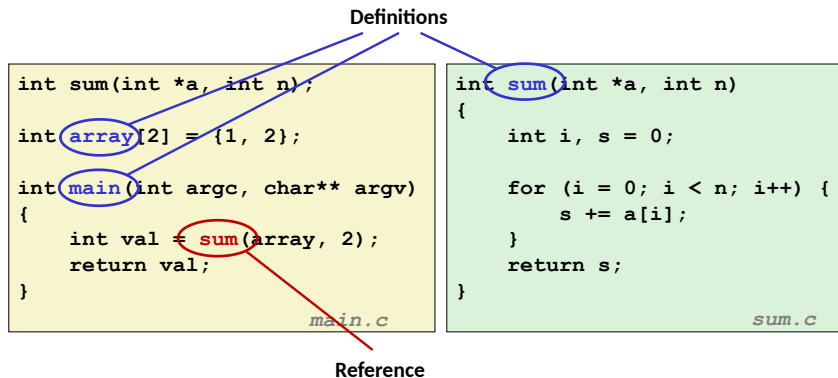 Definitions
int sum(int *a, int n);
int array[2] = {1, 2};
int main(int argc, char** argv)
{
    int val = sum(array, 2);
    return val;
}
main.c
int sum(int *a, int n)
{
    int i, s = 0;
    for (i = 0; i < n; i++) {
        s += a[i];
    }
    return s;
}
sum.c
Reference